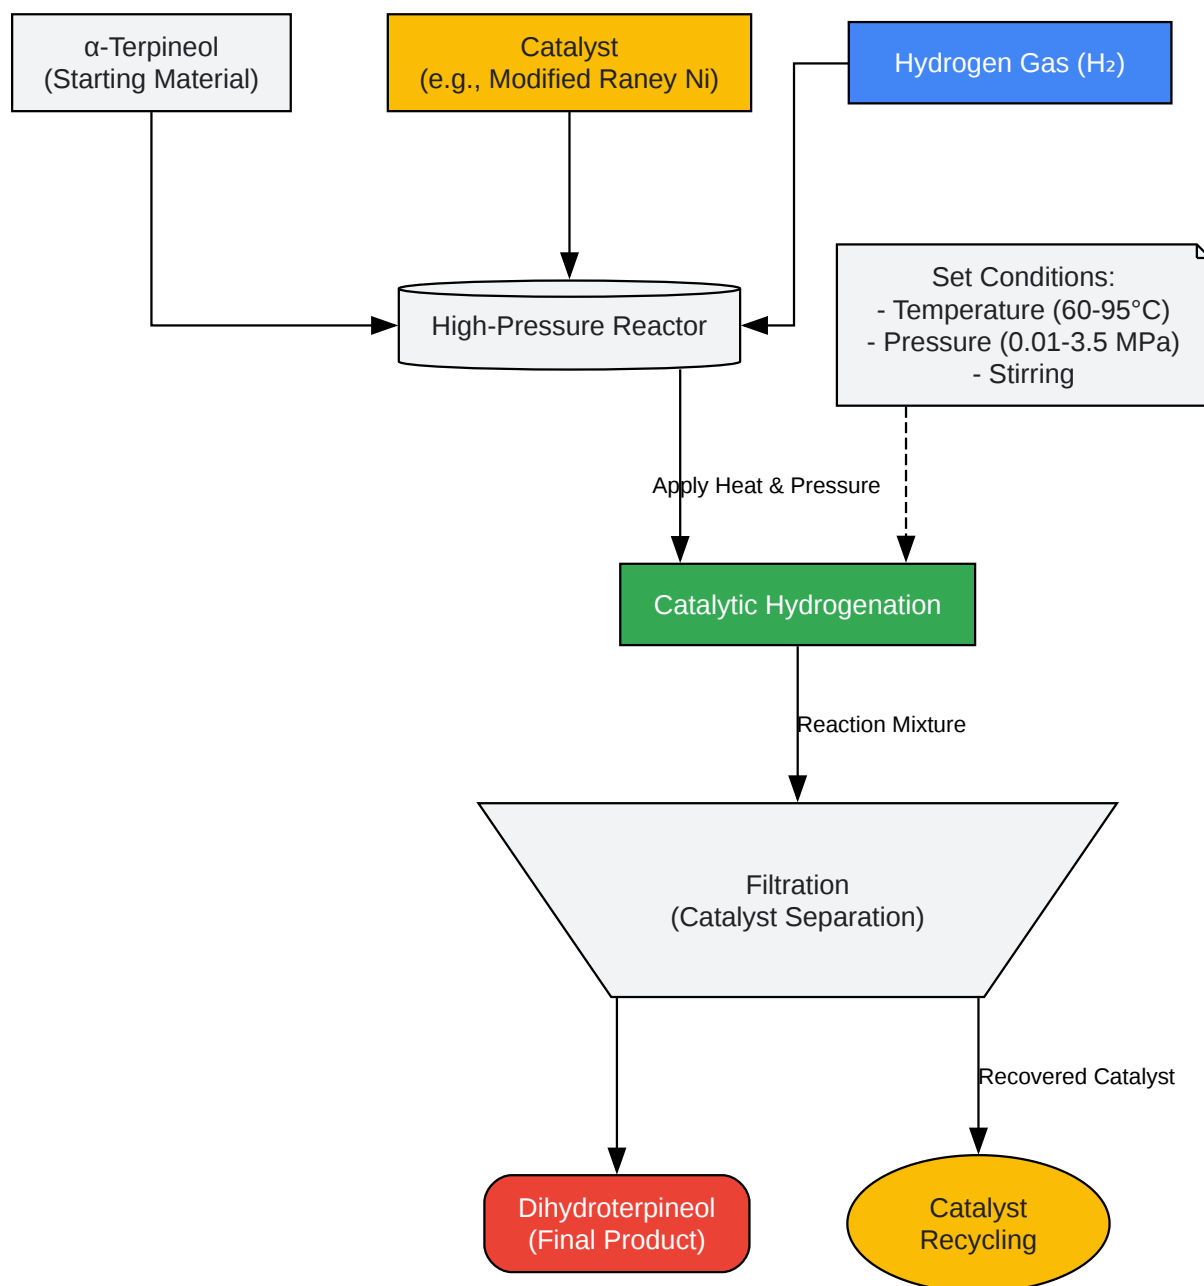 α-Terpineol
(Starting Material)
Catalyst
(e.g., Modified Raney Ni)
Hydrogen Gas (H₂)
High-Pressure Reactor
Set Conditions:
- Temperature (60-95°C)
- Pressure (0.01-3.5 MPa)
- Stirring
Apply Heat & Pressure
Catalytic Hydrogenation
Reaction Mixture
Filtration
(Catalyst Separation)
Recovered Catalyst
Dihydroterpineol
(Final Product)
Catalyst
Recycling